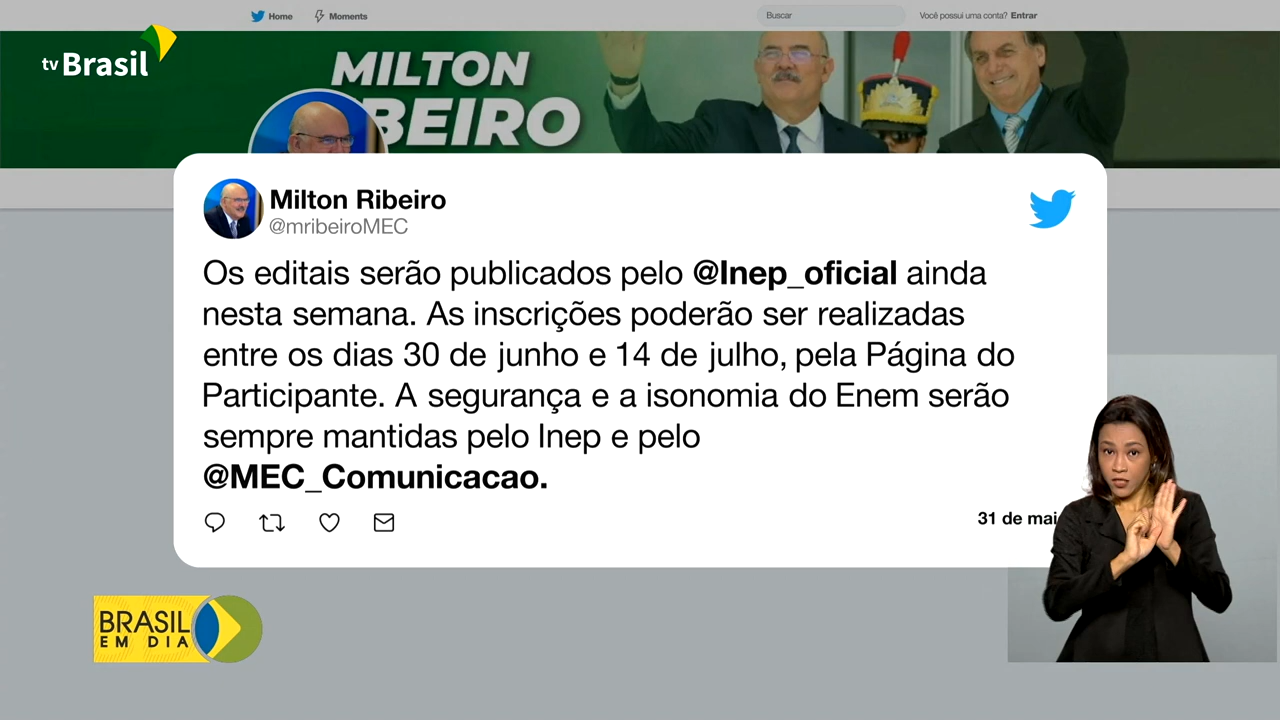 Home
Moments
Buscar
Você possui uma conta? Entrar
tv Brasil
MILTON
BEIRO
Milton Ribeiro
@mribeiroMEC
Os editais serão publicados pelo @Inep_oficial ainda
nesta semana. As inscrições poderão ser realizadas
entre os dias 30 de junho e 14 de julho, pela Página do
Participante. A segurança e a isonomia do Enem serão
sempre mantidas pelo Inep e pelo
@MEC_Comunicacao.
31 de mai
BRASIL
EM DIA